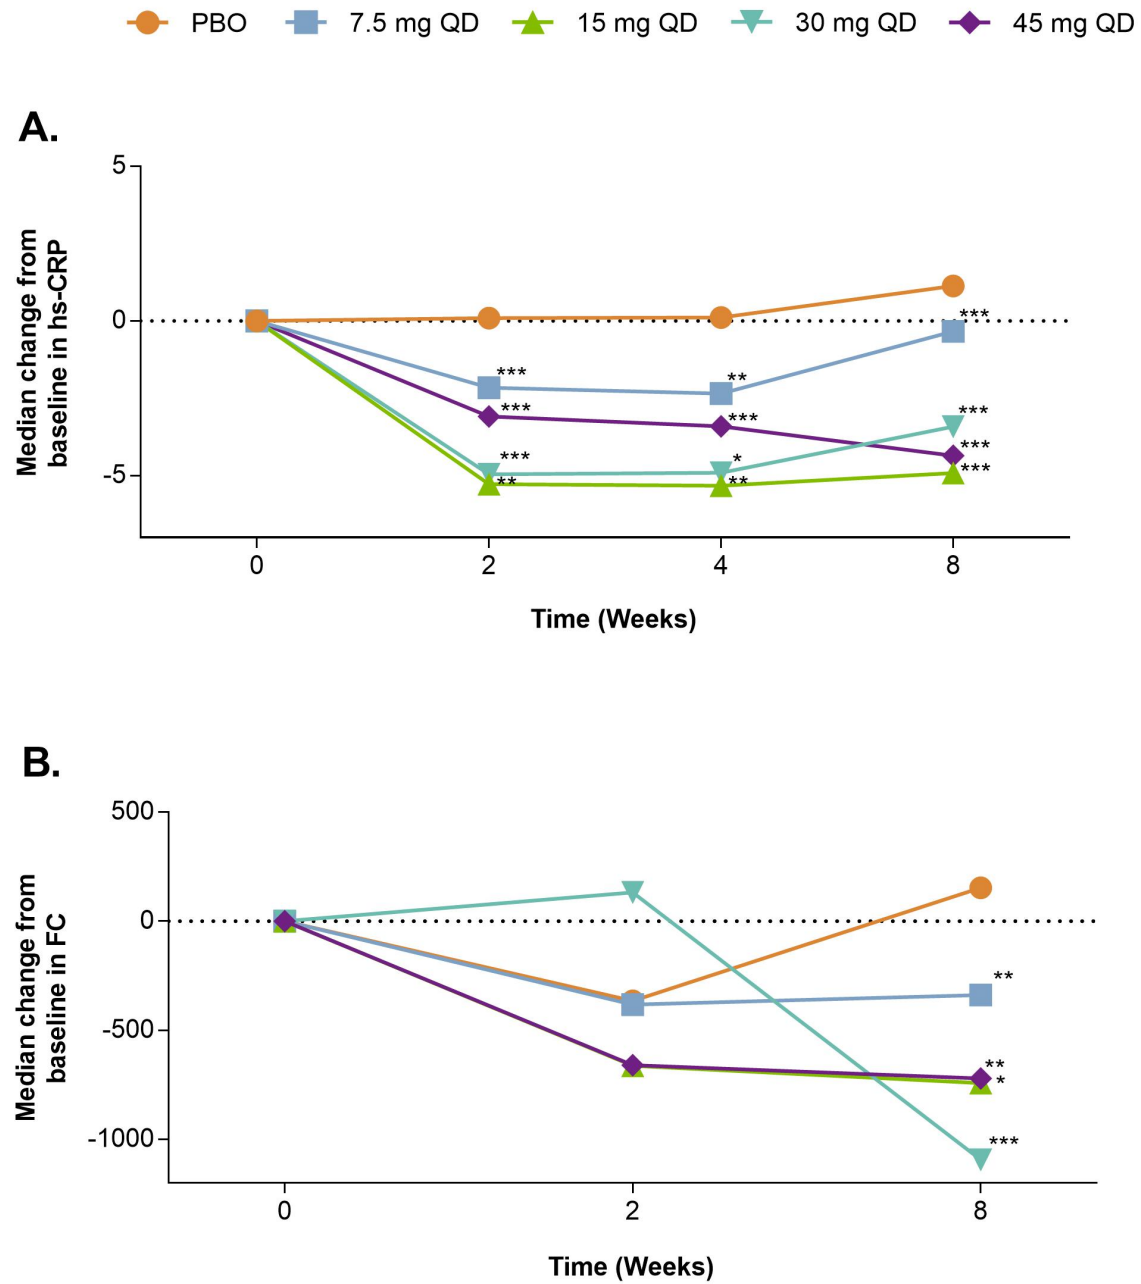 PBO 7.5 mg QD 15 mg QD 30 mg QD 45 mg QD
A.
Median change from
baseline in hs-CRP
5
0
-5
***
***
***
**
**
***
*
**
***
***
***
***
0 2 4 8
Time (Weeks)
B.
Median change from
baseline in FC
500
0
-500
-1000
**
**
*
***
0 2 8
Time (Weeks)